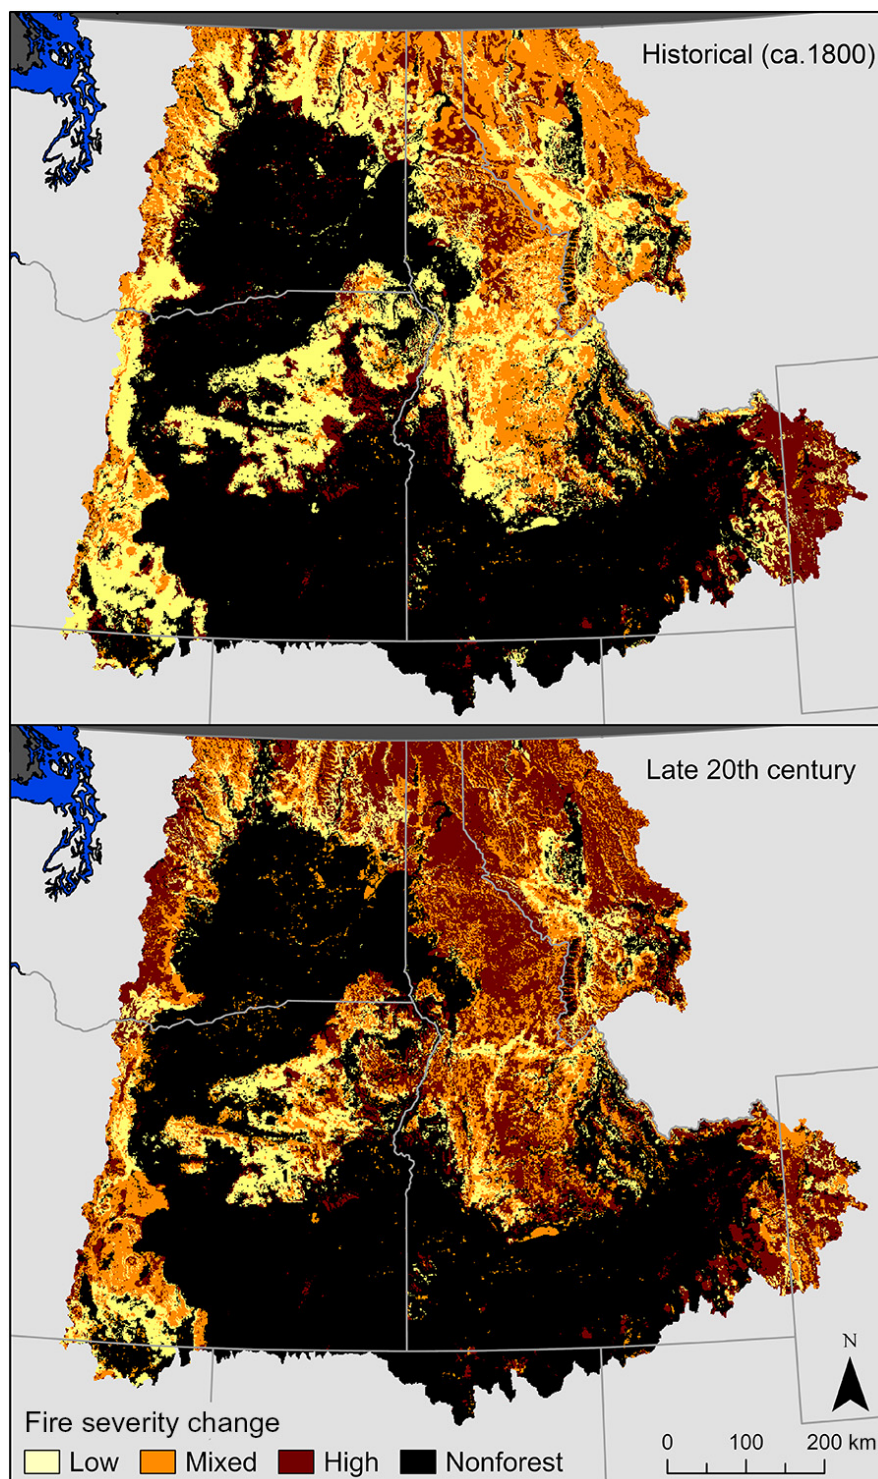 Historical (ca.1800)
Late 20th century
N
Fire severity change
Low Mixed High Nonforest
0 100 200 km